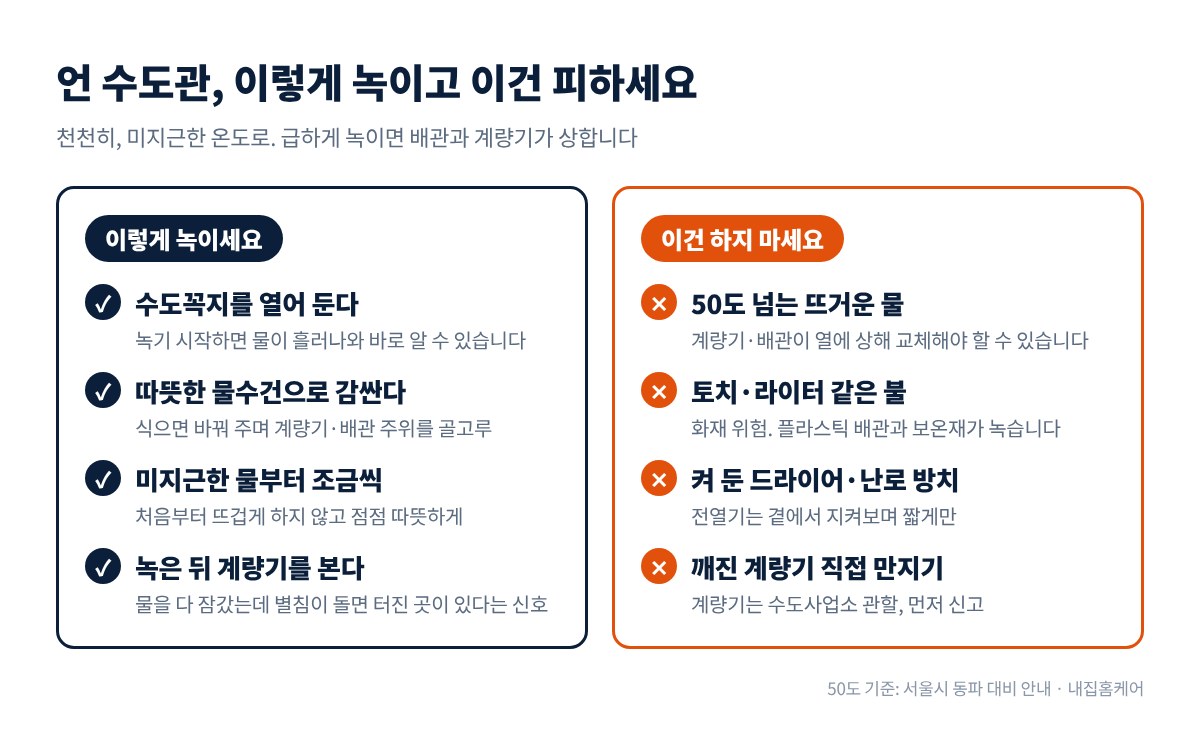 언 수도관, 이렇게 녹이고 이건 피하세요
천천히, 미지근한 온도로. 급하게 녹이면 배관과 계량기가 상합니다
이렇게 녹이세요
수도꼭지를 열어 둔다
녹기 시작하면 물이 흘러나와 바로 알 수 있습니다
따뜻한 물수건으로 감싼다
식으면 바꿔 주며 계량기·배관 주위를 골고루
미지근한 물부터 조금씩
처음부터 뜨겁게 하지 않고 점점 따뜻하게
녹은 뒤 계량기를 본다
물을 다 잠갔는데 별침이 돌면 터진 곳이 있다는 신호
이건 하지 마세요
50도 넘는 뜨거운 물
계량기·배관이 열에 상해 교체해야 할 수 있습니다
토치·라이터 같은 불
화재 위험. 플라스틱 배관과 보온재가 녹습니다
켜 둔 드라이어·난로 방치
전열기는 곁에서 지켜보며 짧게만
깨진 계량기 직접 만지기
계량기는 수도사업소 관할, 먼저 신고
50도 기준: 서울시 동파 대비 안내 · 내집홈케어